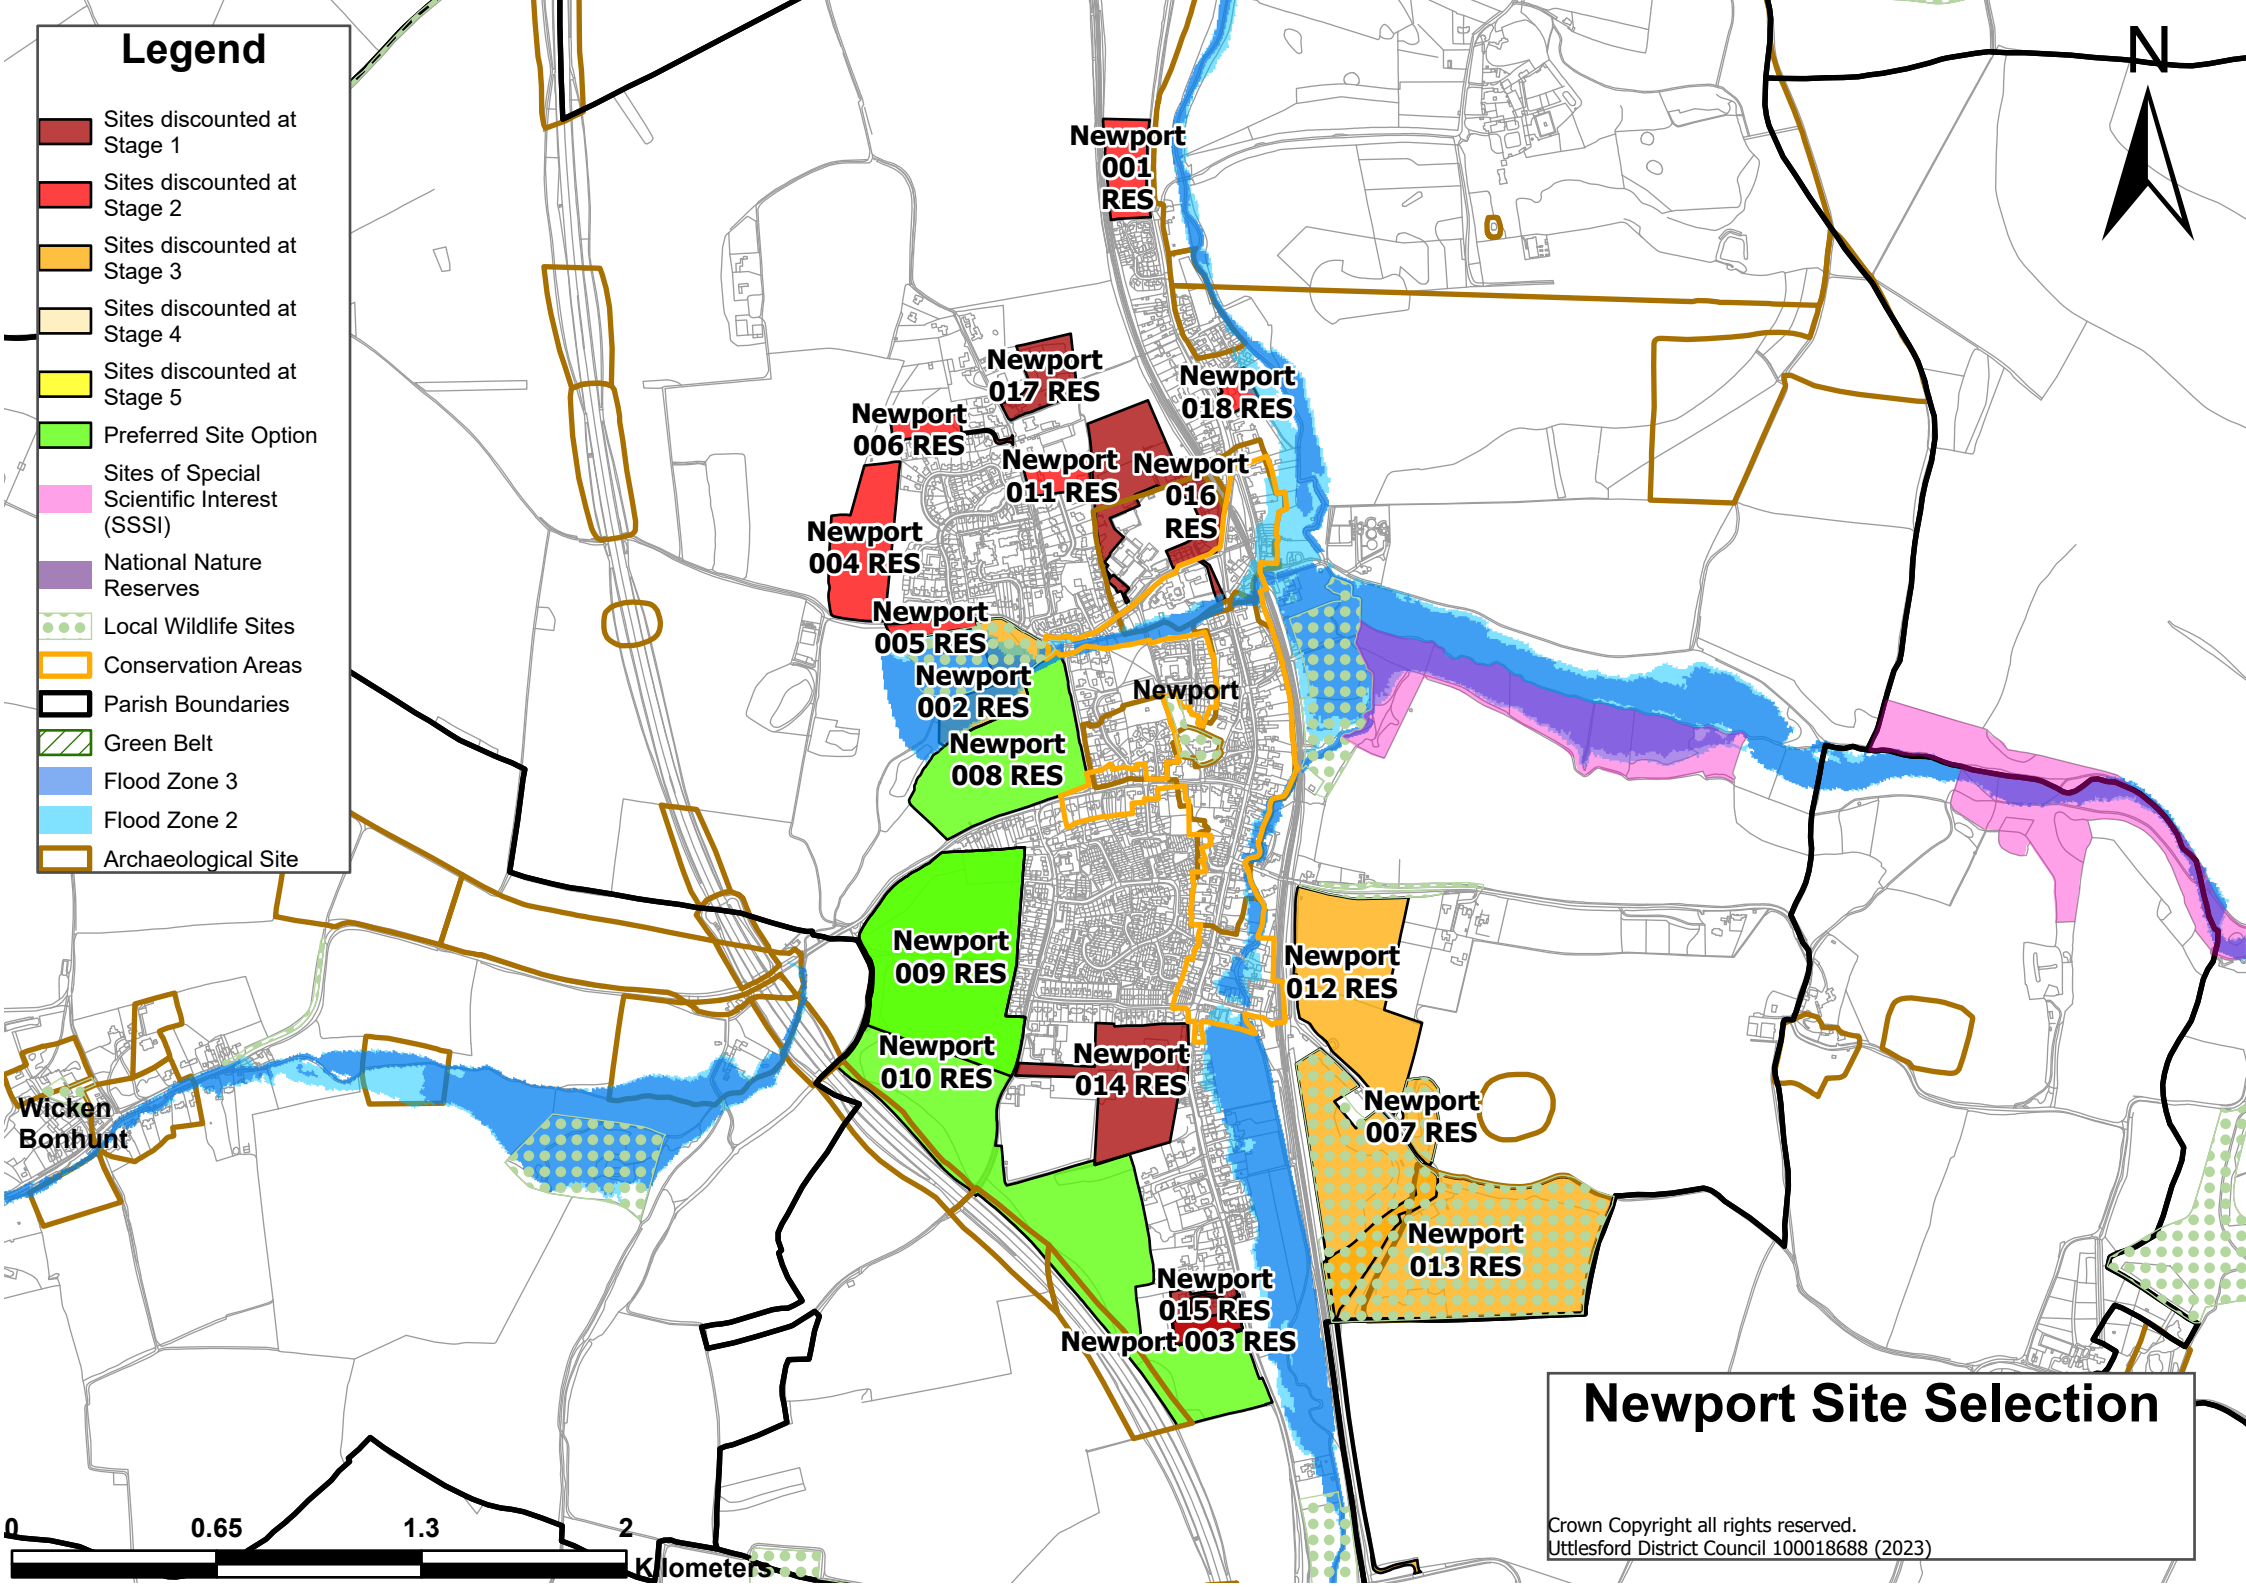 Legend
Sites discounted at
Stage 1
Sites discounted at
Stage 2
Sites discounted at
Stage 3
Sites discounted at
Stage 4
Sites discounted at
Stage 5
Preferred Site Option
Sites of Special
Scientific Interest
(SSSI)
National Nature
Reserves
Local Wildlife Sites
Conservation Areas
Parish Boundaries
Green Belt
Flood Zone 3
Flood Zone 2
Archaeological Site
N
Newport
001
RES
Newport
017 RES
Newport
018 RES
Newport
006 RES
Newport
011 RES
Newport
016
RES
Newport
004 RES
Newport
005 RES
Newport
002 RES
Newport
Newport
008 RES
Newport
009 RES
Newport
012 RES
Newport
010 RES
Newport
014 RES
Newport
007 RES
Wicken
Bonhunt
Newport
013 RES
Newport
015 RES
Newport 003 RES
Newport Site Selection
Crown Copyright all rights reserved.
Uttlesford District Council 100018688 (2023)
0 0.65 1.3 2
Kilometers